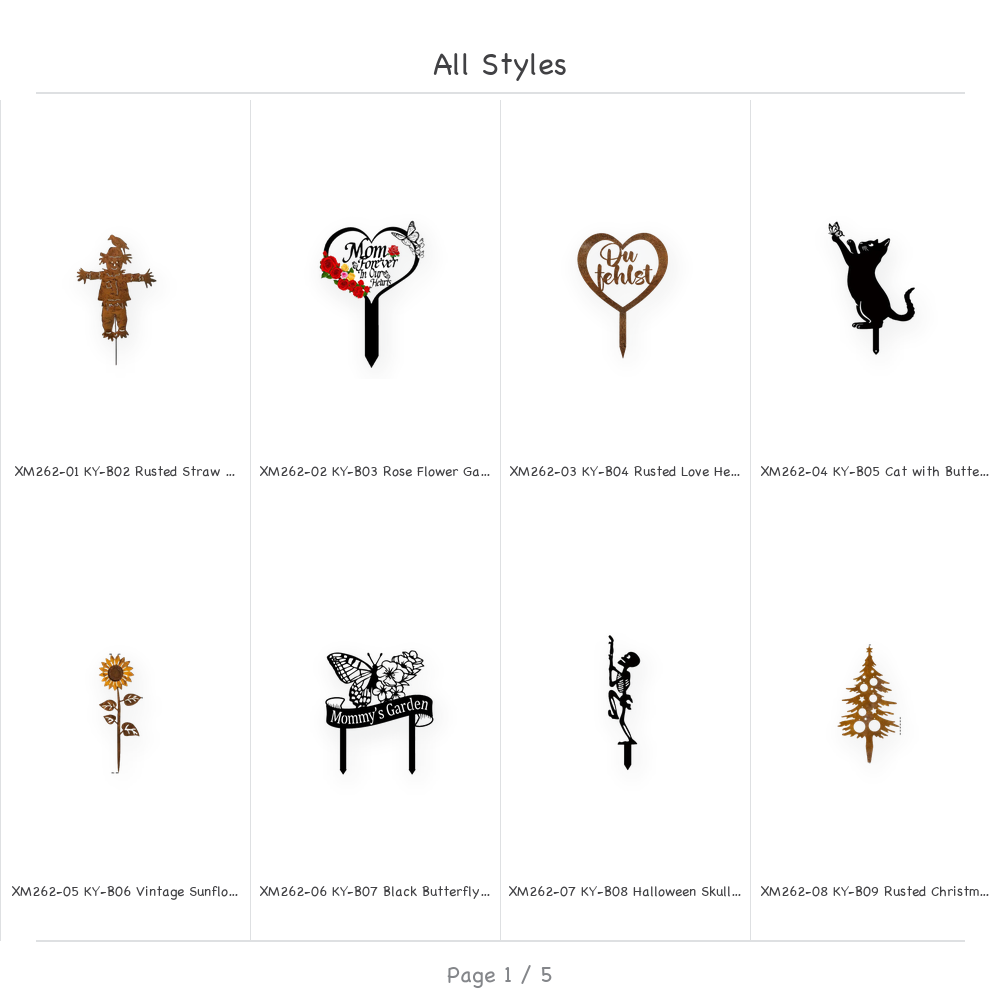 All Styles
Mom
Forever
In Our
Hearts
Du
fehlst
XM262-01 KY-B02 Rusted Straw ...
XM262-02 KY-B03 Rose Flower Ga...
XM262-03 KY-B04 Rusted Love He...
XM262-04 KY-B05 Cat with Butte...
Mommy's Garden
XM262-05 KY-B06 Vintage Sunflo...
XM262-06 KY-B07 Black Butterfly...
XM262-07 KY-B08 Halloween Skull...
XM262-08 KY-B09 Rusted Christm...
Page 1 / 5